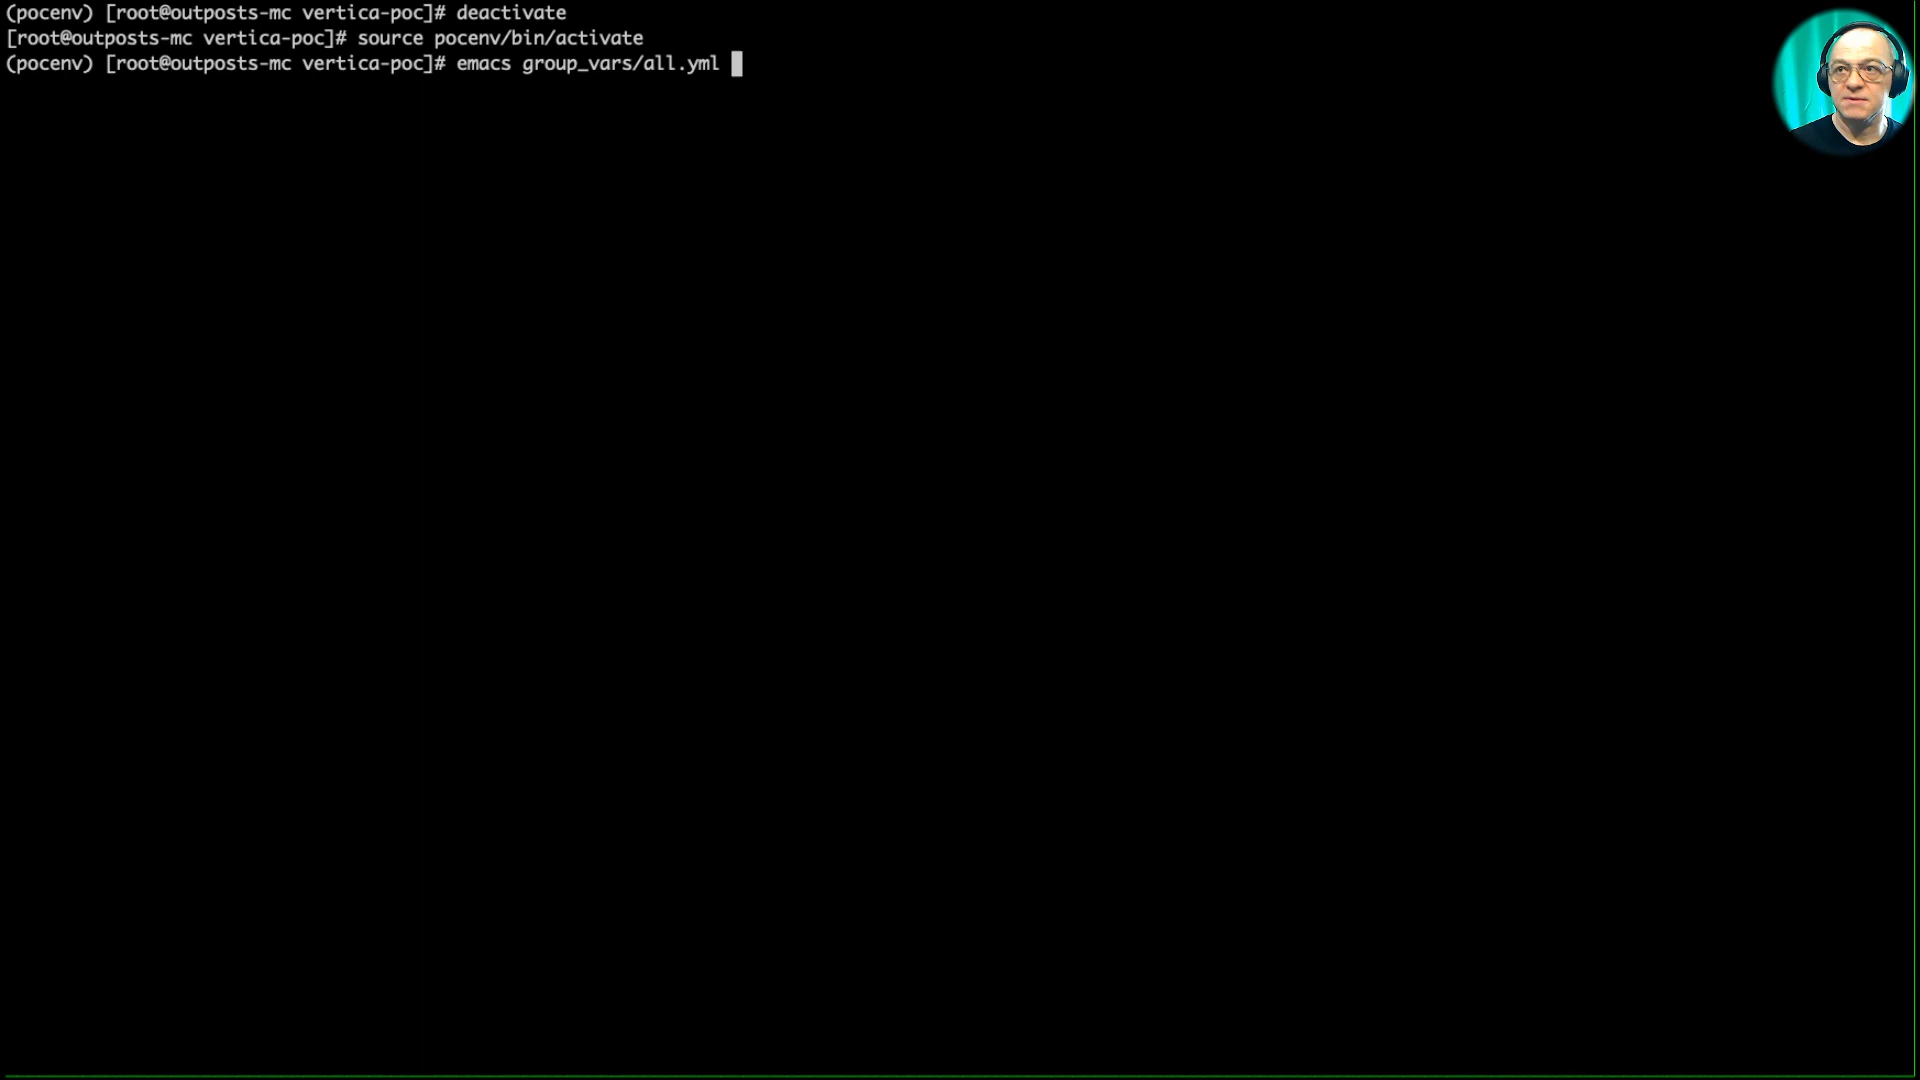 (pocenv) [root@outposts-mc vertica-poc]# deactivate
[root@outposts-mc vertica-poc]# source pocenv/bin/activate
(pocenv) [root@outposts-mc vertica-poc]# emacs group_vars/all.yml